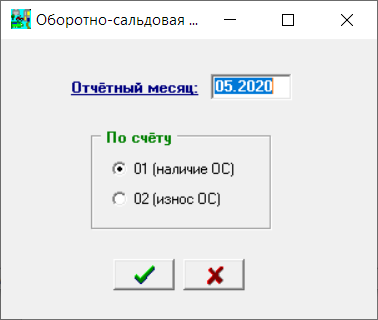 Оборотно-сальдовая ...
Отчётный месяц: 05.2020
По счёту
01 (наличие ОС)
02 (износ ОС)